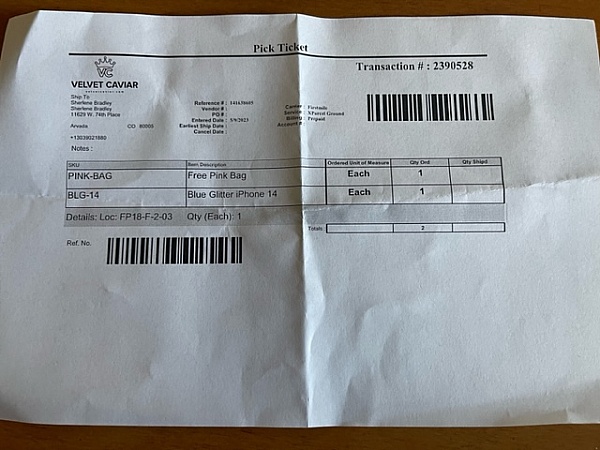 Pick Ticket
Transaction # : 2390528
VC
VELVET CAVIAR
Ship To
Sherlene Bradley
Sherlene Bradley
11629 W. 74th Place
Arvada CO 80005
+13039021880
Notes :
Reference # : 141638605
Vendor # :
PO # :
Entered Date : 5/9/2023
Earliest Ship Date :
Cancel Date :
Carrier : Firstmile
Service : XParcel Ground
Billing : Prepaid
Account # :
SKU Item Description Ordered Unit of Measure Qty Ord Qty Shipd
PINK-BAG Free Pink Bag Each 1
BLG-14 Blue Glitter iPhone 14 Each 1
Details: Loc: FP18-F-2-03 Qty (Each): 1
Totals 2
Ref. No.